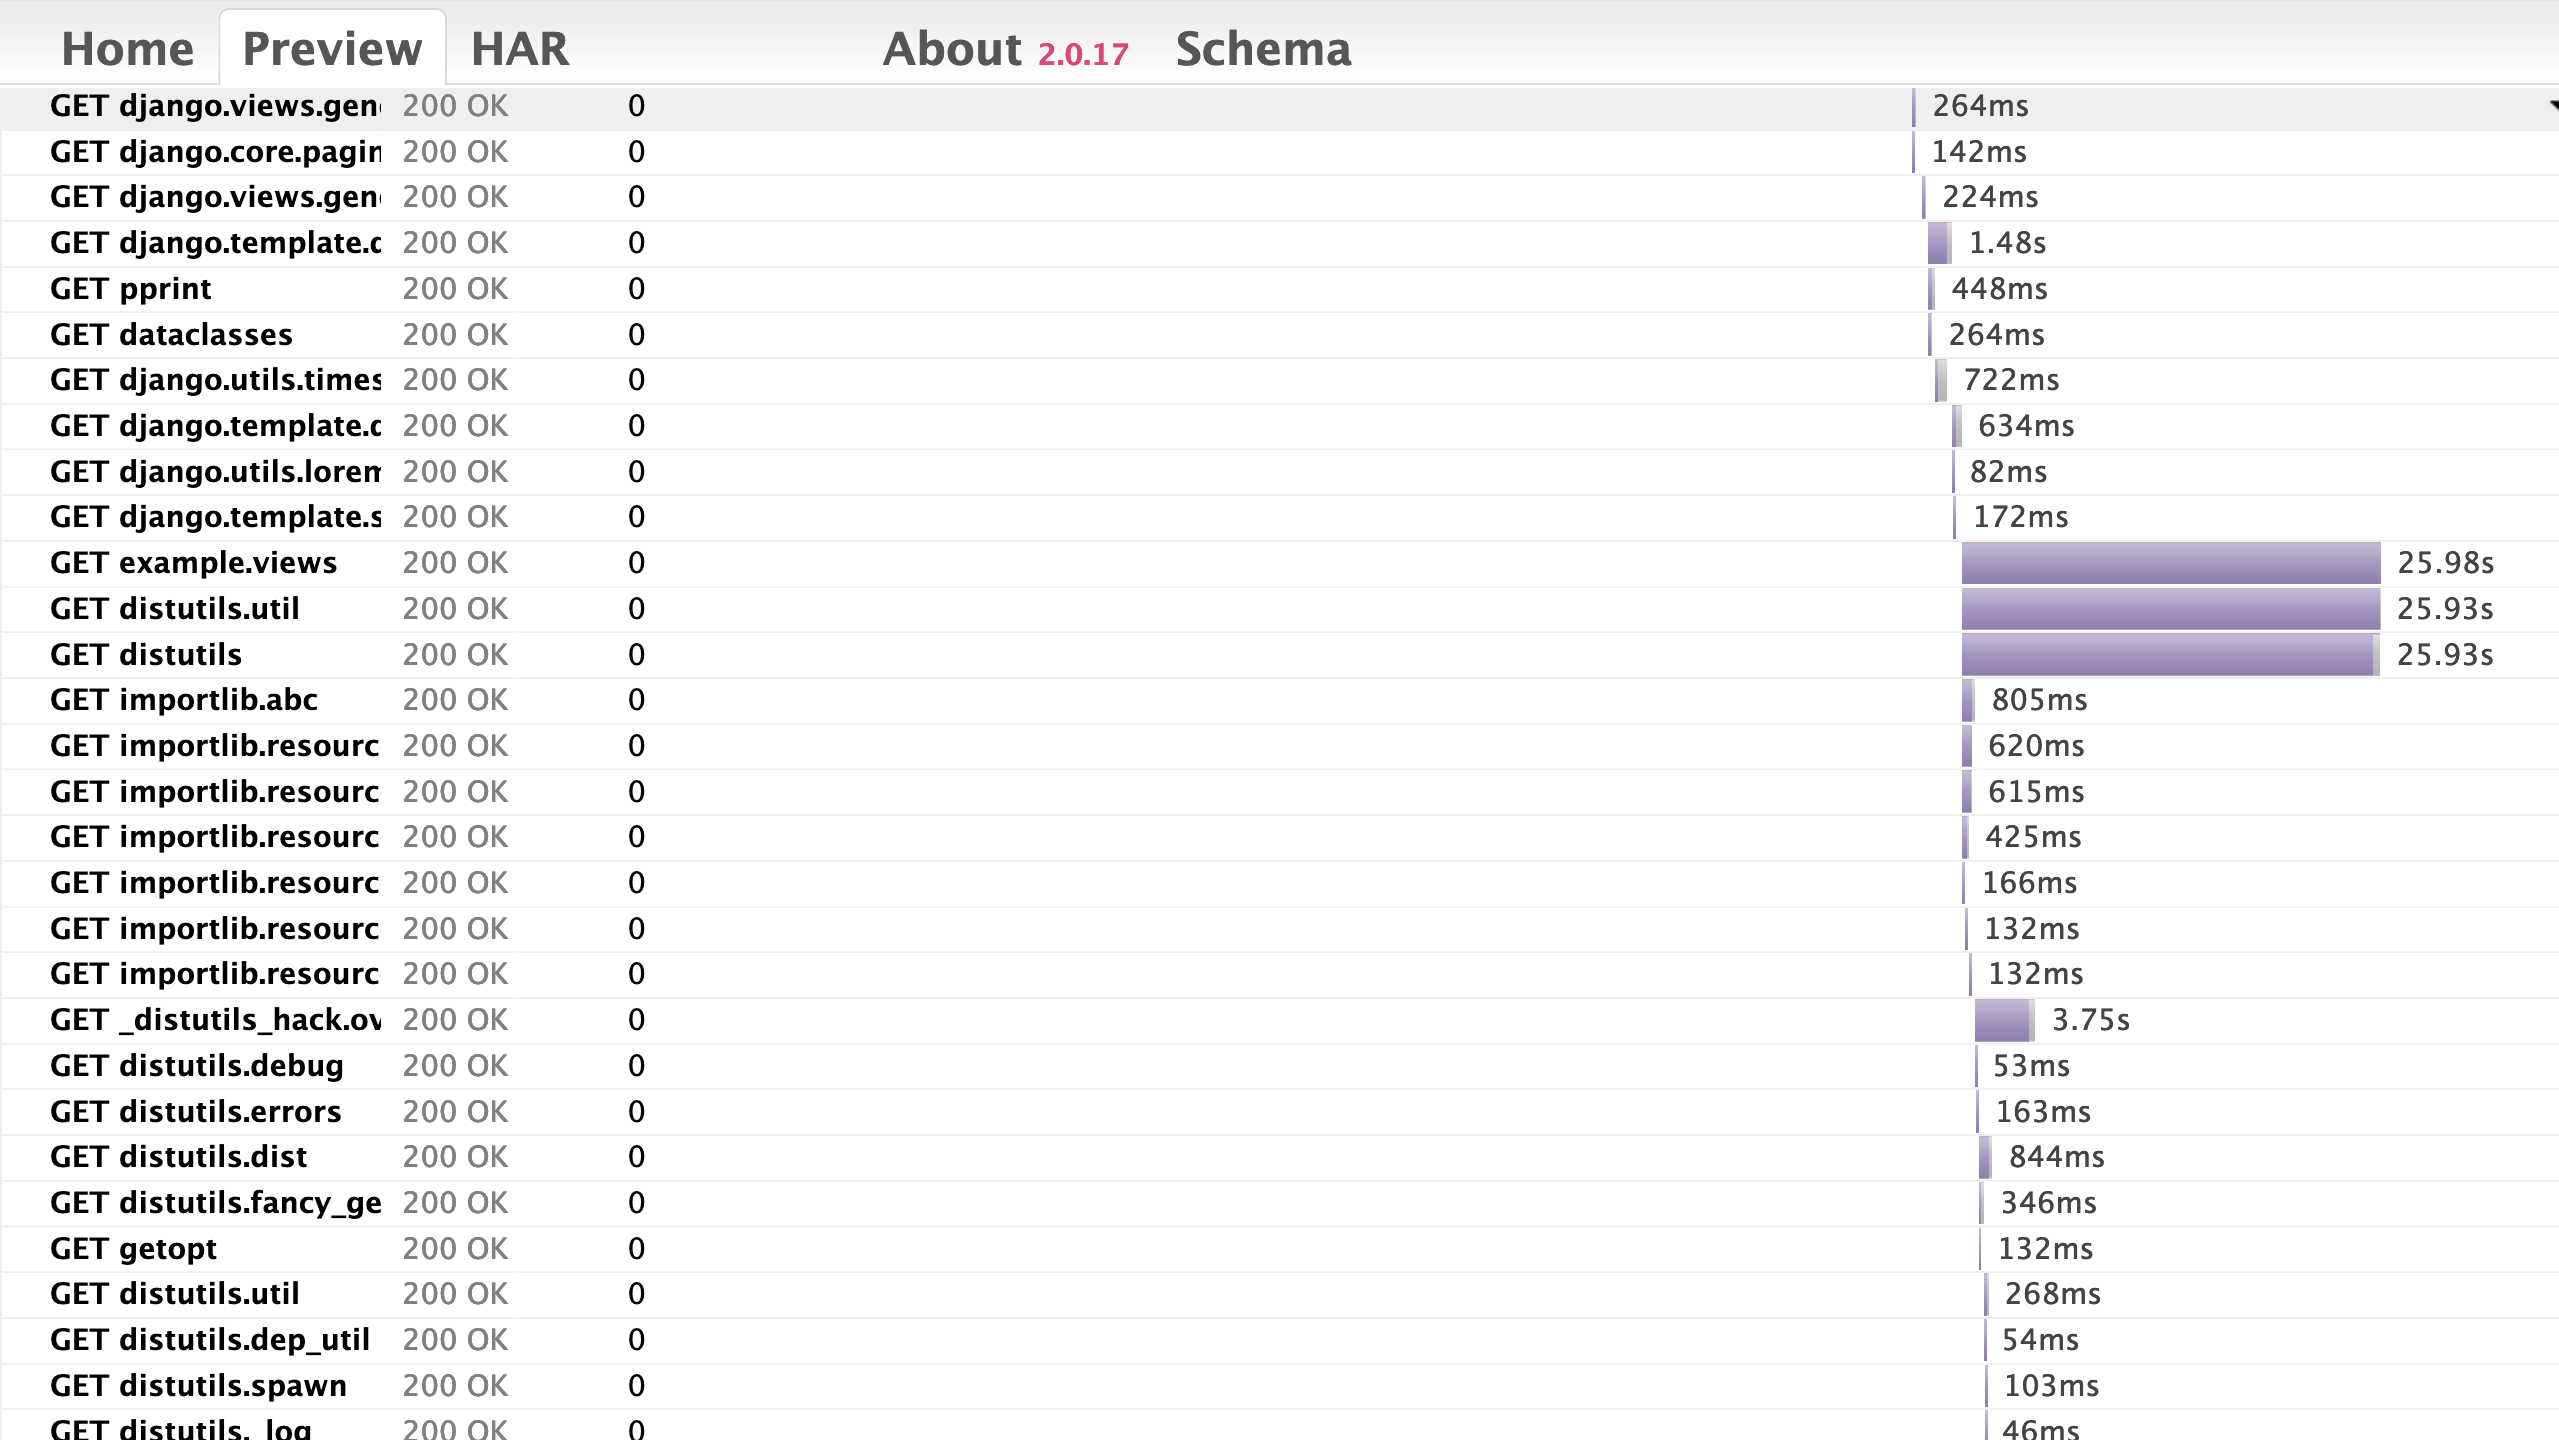 Home Preview HAR About 2.0.17 Schema
GET django.views.gen 200 OK 0 264ms
GET django.core.pagin 200 OK 0 142ms
GET django.views.gen 200 OK 0 224ms
GET django.template. 200 OK 0 1.48s
GET pprint 200 OK 0 448ms
GET dataclasses 200 OK 0 264ms
GET django.utils.times 200 OK 0 722ms
GET django.template. 200 OK 0 634ms
GET django.utils.lorem 200 OK 0 82ms
GET django.template.s 200 OK 0 172ms
GET example.views 200 OK 0 25.98s
GET distutils.util 200 OK 0 25.93s
GET distutils 200 OK 0 25.93s
GET importlib.abc 200 OK 0 805ms
GET importlib.resourc 200 OK 0 620ms
GET importlib.resourc 200 OK 0 615ms
GET importlib.resourc 200 OK 0 425ms
GET importlib.resourc 200 OK 0 166ms
GET importlib.resourc 200 OK 0 132ms
GET importlib.resourc 200 OK 0 132ms
GET _distutils_hack.ov 200 OK 0 3.75s
GET distutils.debug 200 OK 0 53ms
GET distutils.errors 200 OK 0 163ms
GET distutils.dist 200 OK 0 844ms
GET distutils.fancy_ge 200 OK 0 346ms
GET getopt 200 OK 0 132ms
GET distutils.util 200 OK 0 268ms
GET distutils.dep_util 200 OK 0 54ms
GET distutils.spawn 200 OK 0 103ms
GET distutils._log 200 OK 0 46ms